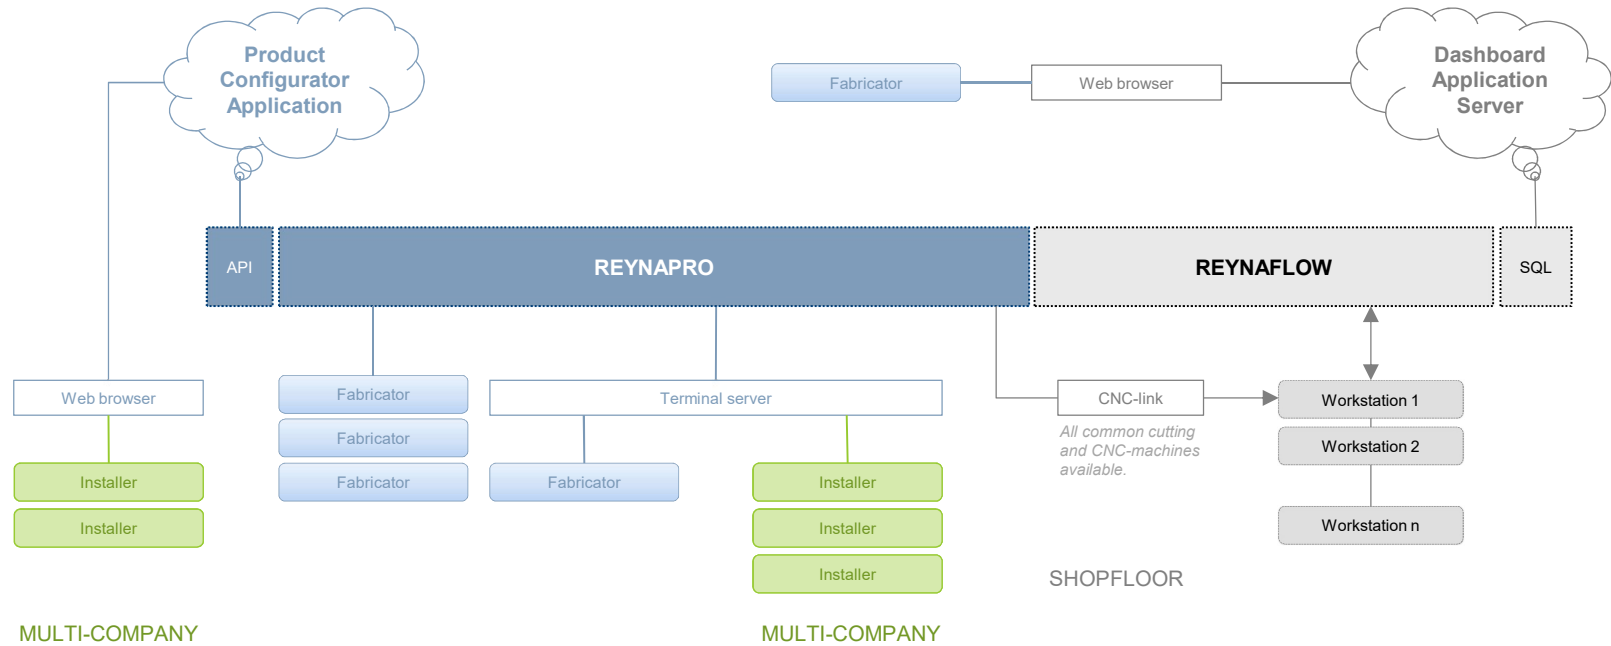 Product
Configurator
Application
Dashboard
Application
Server
Fabricator
Web browser
API
REYNAPRO
REYNAFLOW
SQL
Web browser
Fabricator
Terminal server
CNC-link
Workstation 1
Fabricator
All common cutting
and CNC-machines
available.
Workstation 2
Installer
Fabricator
Fabricator
Installer
Installer
Installer
Workstation n
Installer
SHOPFLOOR
MULTI-COMPANY
MULTI-COMPANY